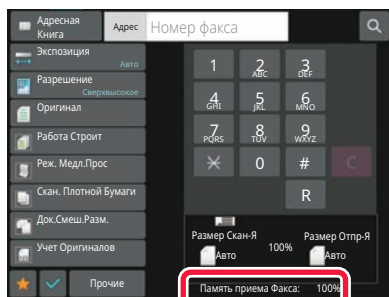 Адресная
Книга
Адрес
Номер факса
Экспозиция
Авто
Разрешение
Сверхвысокое
Оригинал
Работа Строит
Реж. Медл.Прос
Скан. Плотной Бумаги
Док.Смеш.Разм.
Учет Оригиналов
Прочие
1
2
ABC
3
DEF
4
GHI
5
JKL
6
MNO
7
PQRS
8
TUV
9
WXYZ
0
#
C
R
Размер Скан-Я
Размер Отпр-Я
100%
Авто
Авто
Память приема Факса: 100%